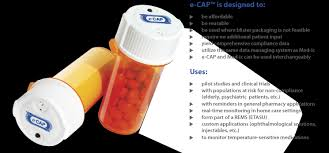 e-CAP
e-CAP
e-CAP™ is designed to:
be affordable
be reusable
be used where blister packaging is not feasible
require no additional patient input
yield comprehensive compliance data
utilize the same data management system as Med-ic
e-CAP and Med-ic can be used interchangeably
Uses:
pilot studies and clinical trials
with populations at risk for non-compliance
(elderly, psychiatric patients, etc.)
with reminders in general pharmacy applications
real-time monitoring in home care settings
form part of a REMS (ETASU)
custom applications (ophthalmological solutions,
injectables, etc.)
to monitor temperature-sensitive medications